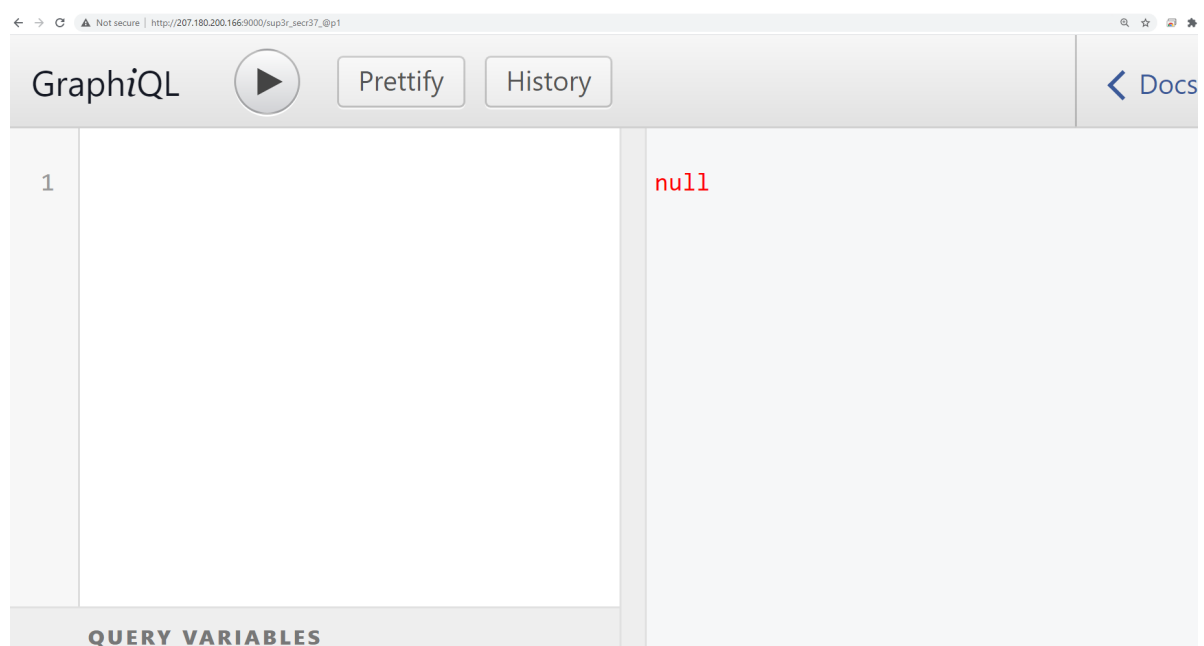 Not secure | http://207.180.200.166:9000/sup3r_secr37_@p1
GraphiQL Prettify History Docs
1 null
QUERY VARIABLES